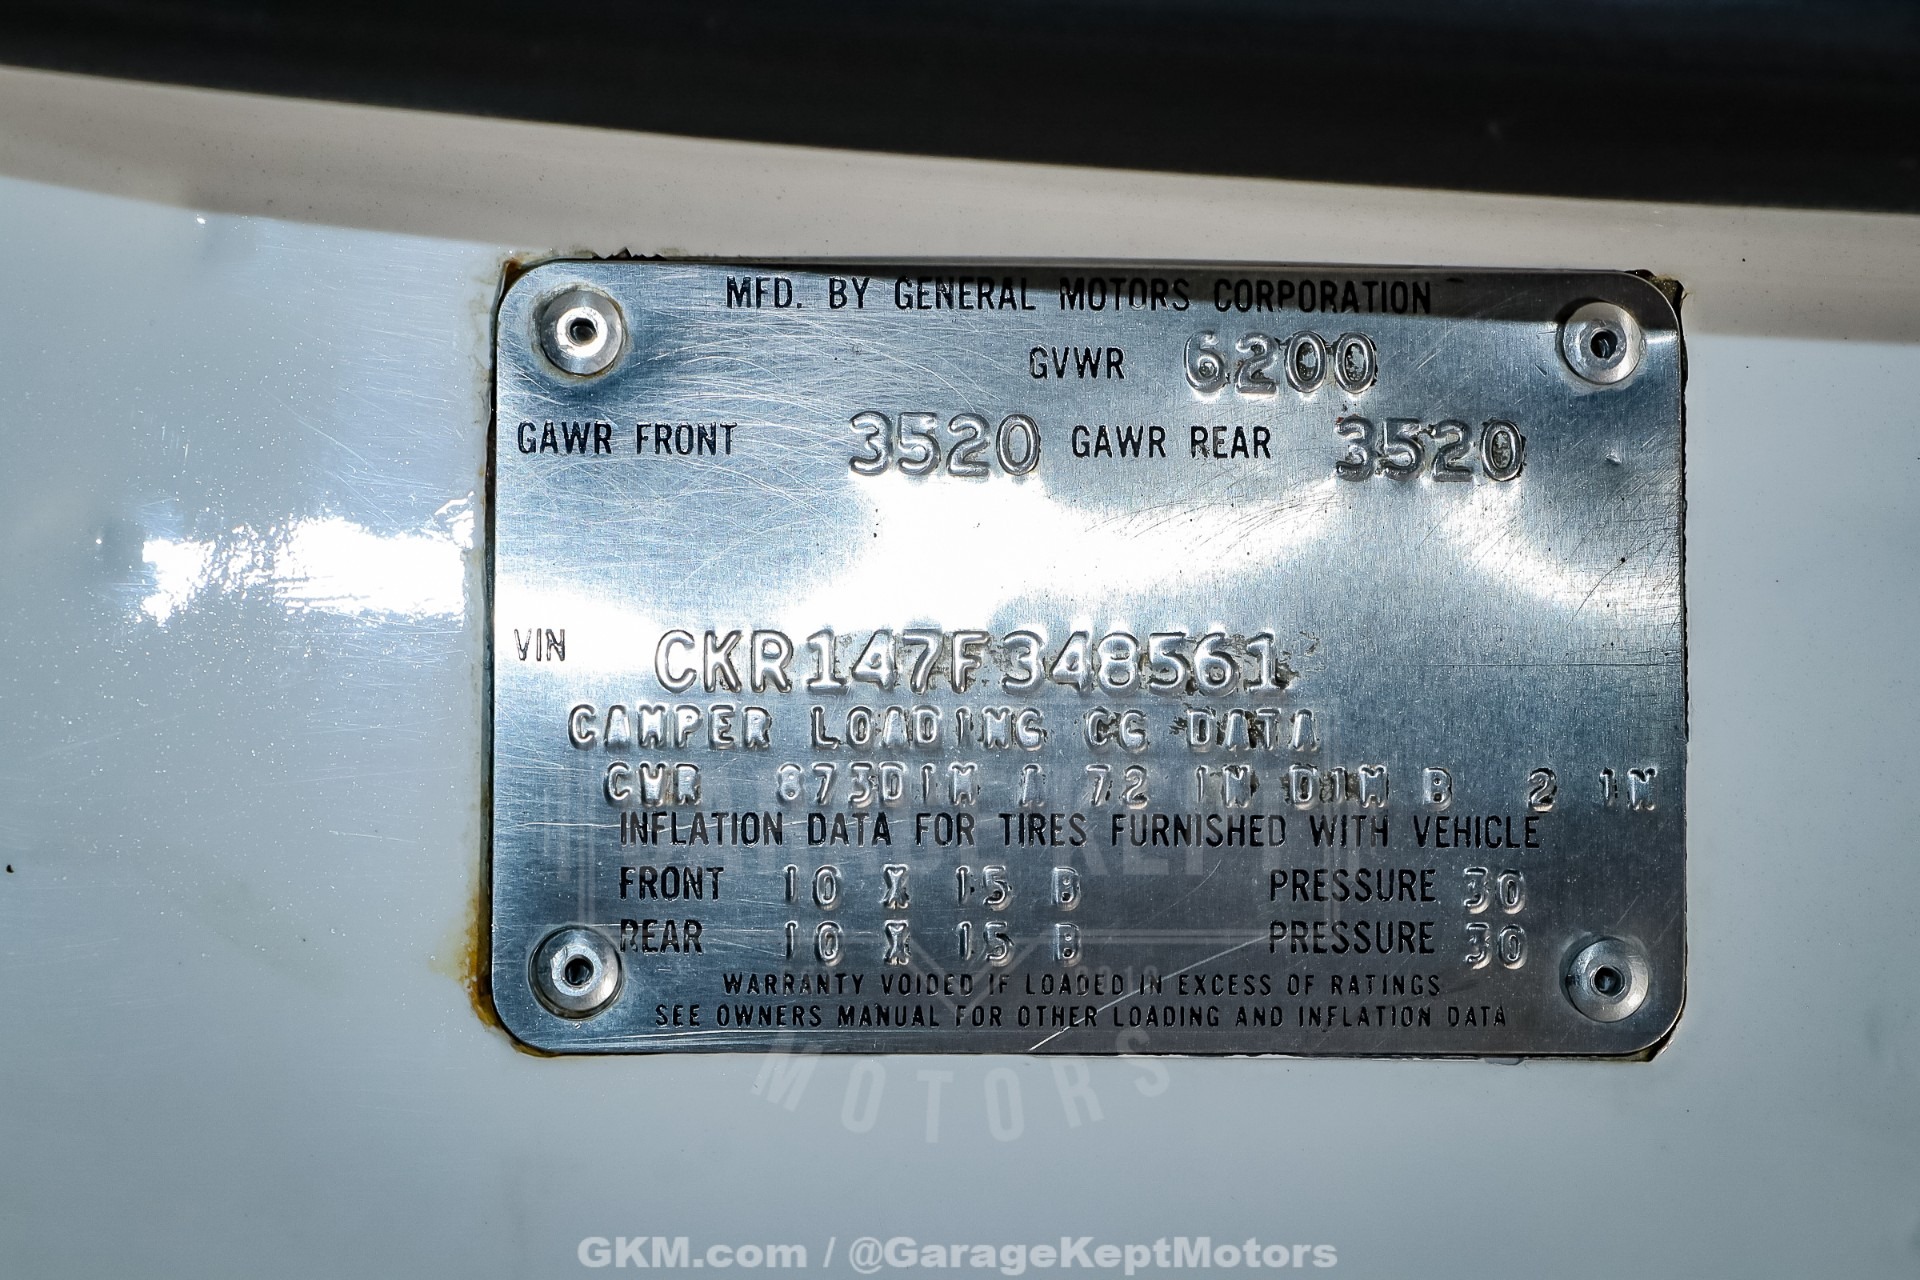 MFD. BY GENERAL MOTORS CORPORATION
GVWR 6200
GAWR FRONT 3520 GAWR REAR 3520
VIN CKR147F348561
CAMPER LOADING CG DATA
CWR 873DIM A 72 IN DIM B 2 IN
INFLATION DATA FOR TIRES FURNISHED WITH VEHICLE
FRONT 10 X 15 B PRESSURE 30
REAR 10 X 15 B PRESSURE 30
WARRANTY VOIDED IF LOADED IN EXCESS OF RATINGS
SEE OWNERS MANUAL FOR OTHER LOADING AND INFLATION DATA
MOTORS
GKM.com / @GarageKeptMotors